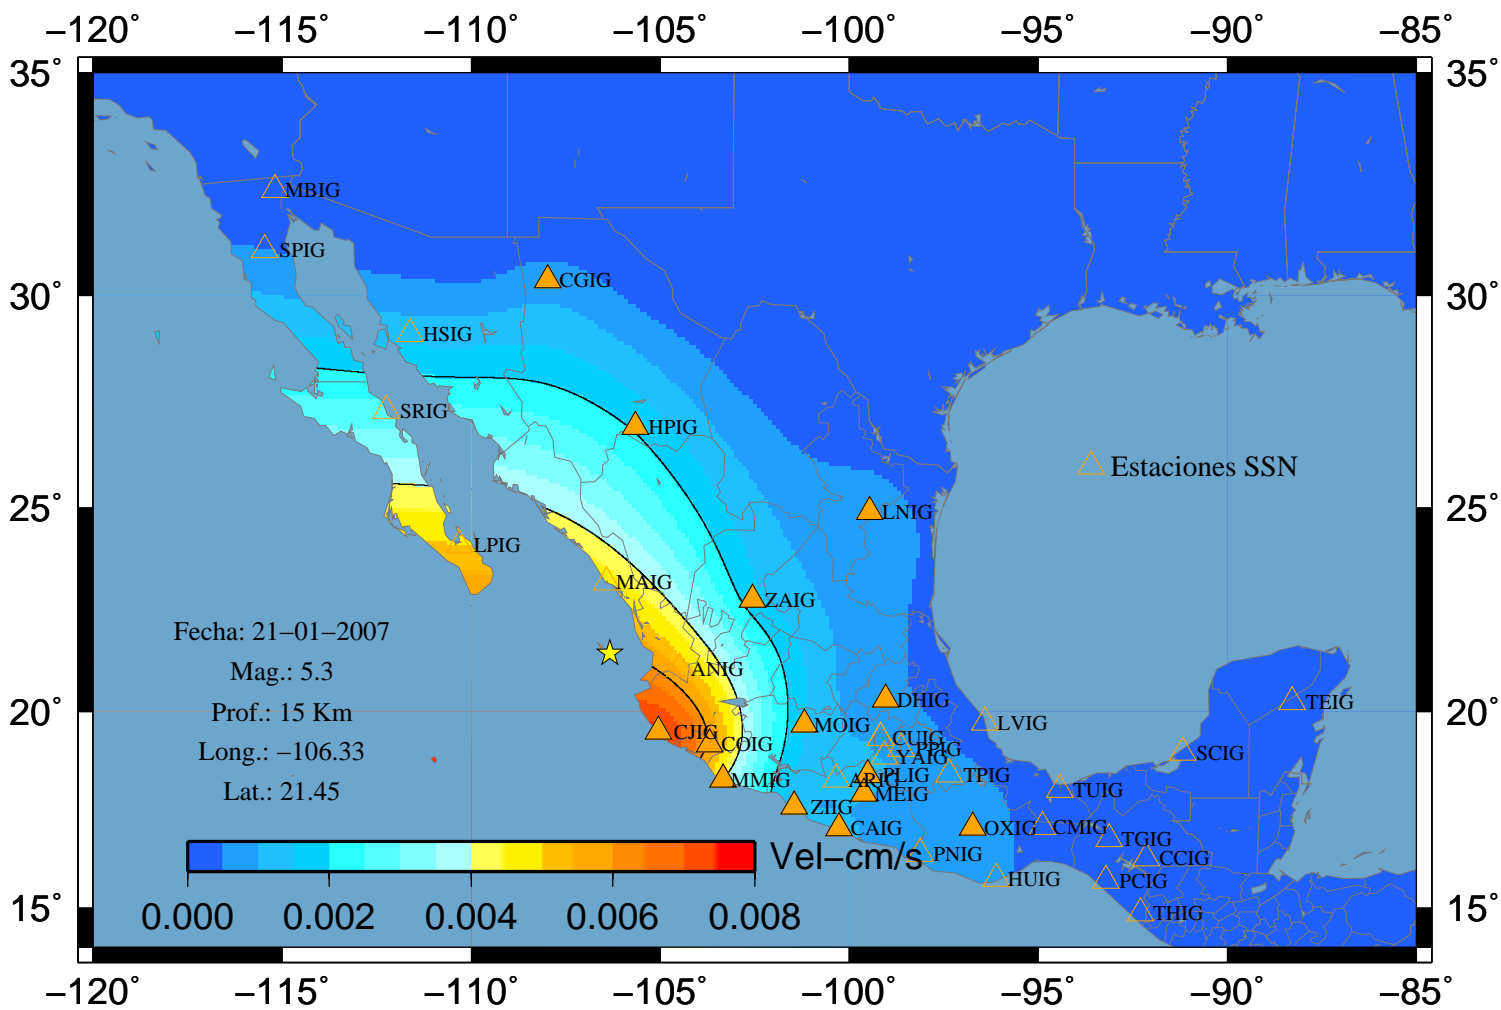 −120° −115° −110° −105° −100° −95° −90° −85°
35° 35°
MBIG
SPIG
CGIG
30° 30°
HSIG
SRIG
HPIG
Estaciones SSN
25° 25°
LNIG
LPIG
MAIG
ZAIG
Fecha: 21−01−2007
Mag.: 5.3
ANIG
Prof.: 15 Km
DHIG
TEIG
20° 20°
MOIG
LVIG
CJIG
CUIG
COIG
PPIG
Long.: −106.33
YAIG
SCIG
MMIG
PLIG
TPIG
Lat.: 21.45
TUIG
MEIG
ZIIG
CAIG
OXIG
CMIG
TGIG
Vel−cm/s
PNIG
CCIG
HUIG
PCIG
0.000 0.002 0.004 0.006 0.008
15° 15°
THIG
−120° −115° −110° −105° −100° −95° −90° −85°